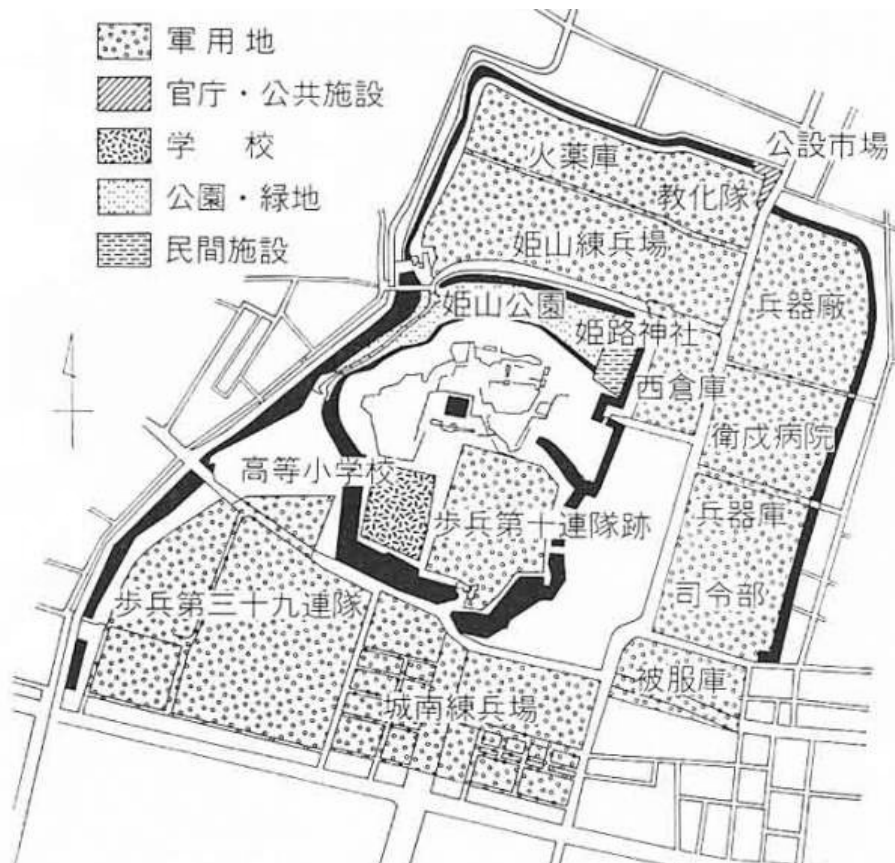 軍用地
官庁・公共施設
学校
公園・緑地
民間施設
公設市場
火薬庫
教化隊
姫山練兵場
兵器廠
姫山公園
姫路神社
西倉庫
衛戍病院
高等小学校
歩兵第十連隊跡
兵器庫
司令部
歩兵第三十九連隊
被服庫
城南練兵場